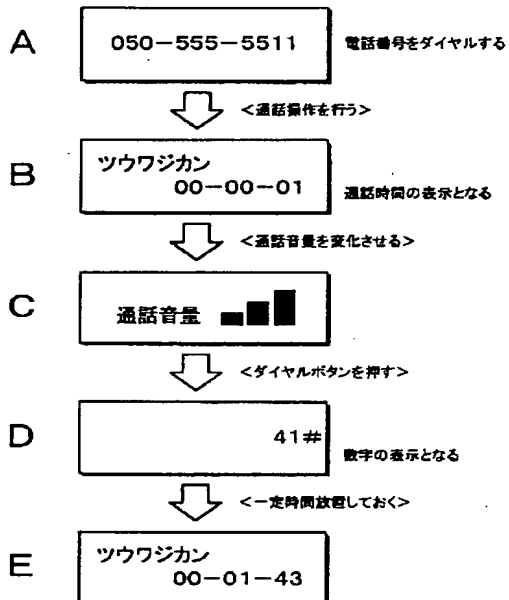 A
050−555−5511
電話番号をダイヤルする
<通話操作を行う>
B
ツウワジカン
00−00−01
通話時間の表示となる
<通話音量を変化させる>
C
通話音量
<ダイヤルボタンを押す>
D
41#
数字の表示となる
<一定時間放置しておく>
E
ツウワジカン
00−01−43